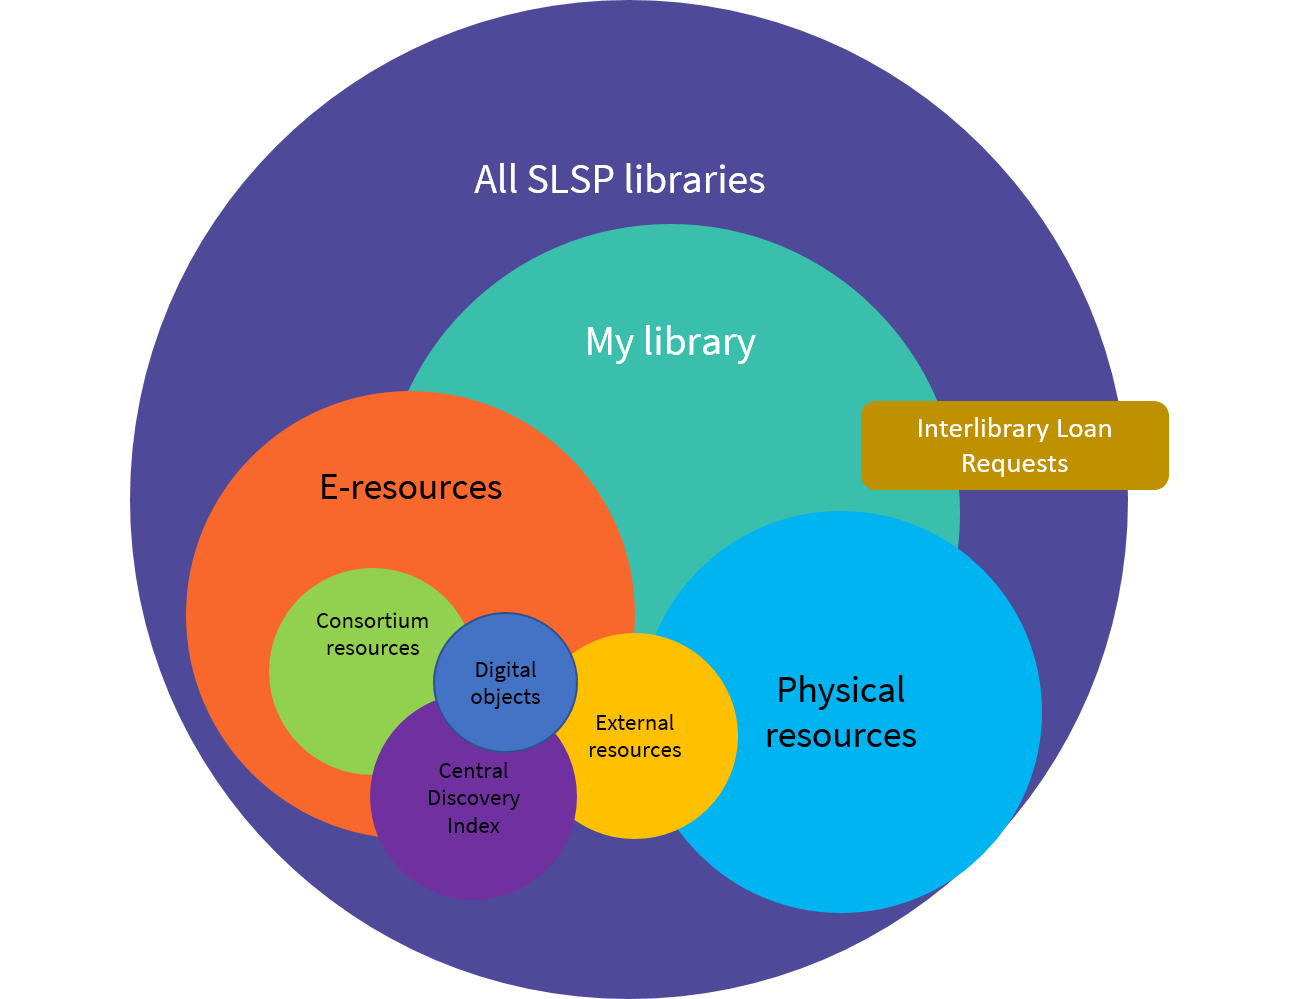 All SLSP libraries
My library
Interlibrary Loan
Requests
E-resources
Consortium
resources
Digital
objects
External
resources
Physical
resources
Central
Discovery
Index